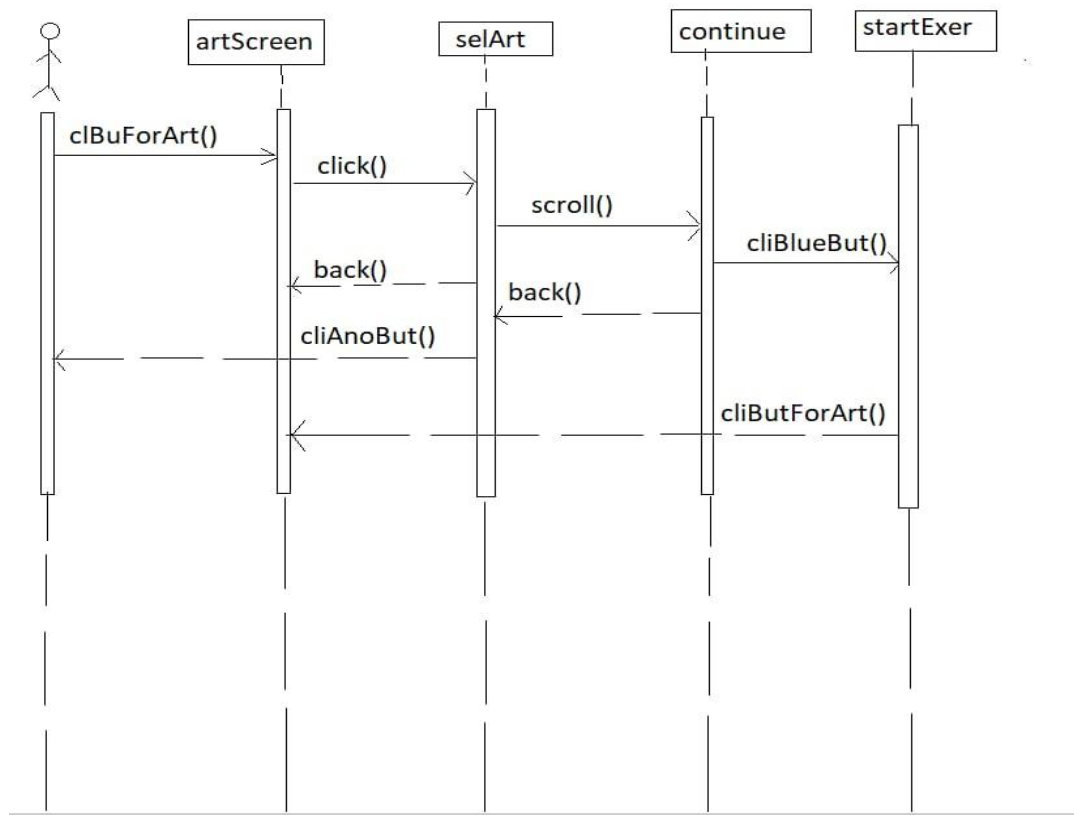 artScreen
selArt
continue
startExer
clBuForArt()
click()
scroll()
cliBlueBut()
back()
back()
cliAnoBut()
cliButForArt()